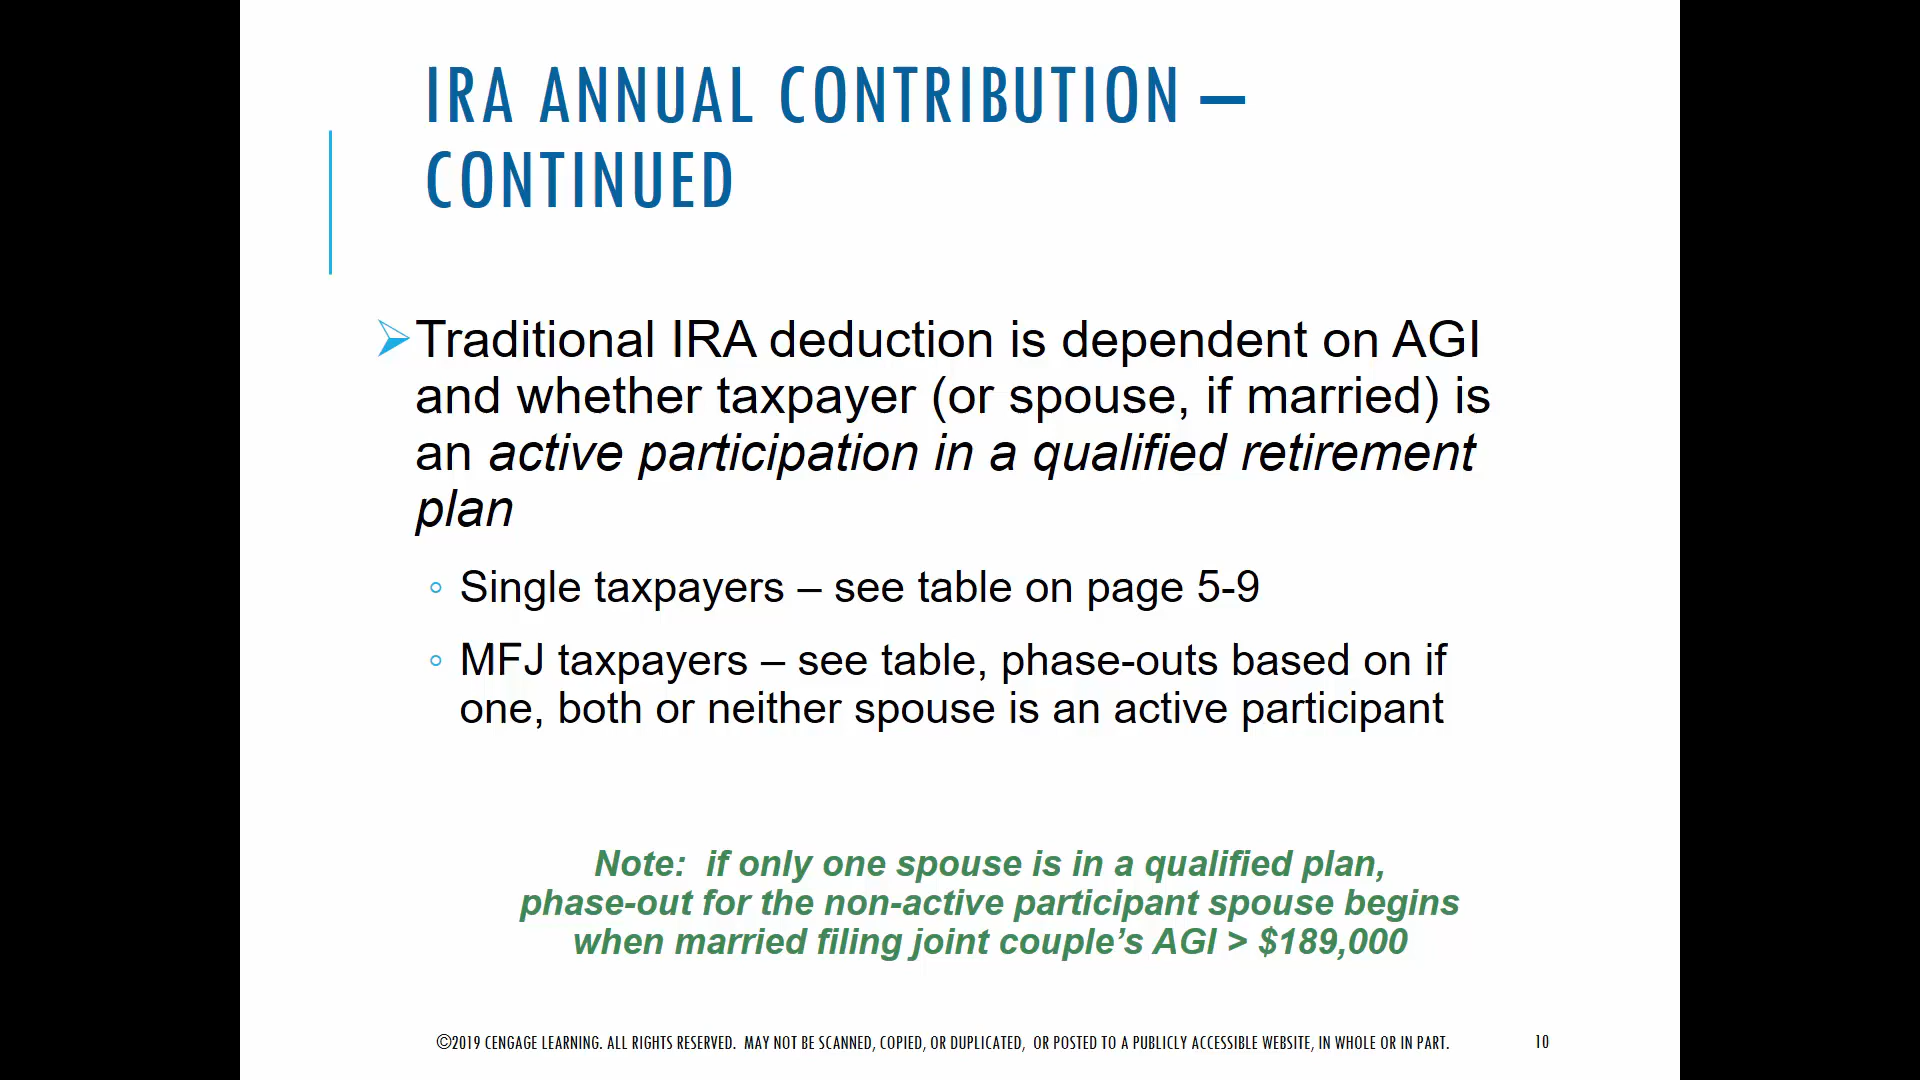 IRA ANNUAL CONTRIBUTION –
CONTINUED
Traditional IRA deduction is dependent on AGI
and whether taxpayer (or spouse, if married) is
an active participation in a qualified retirement
plan
Single taxpayers – see table on page 5-9
MFJ taxpayers – see table, phase-outs based on if
one, both or neither spouse is an active participant
Note:  if only one spouse is in a qualified plan,
phase-out for the non-active participant spouse begins
when married filing joint couple’s AGI > $189,000
©2019 CENGAGE LEARNING. ALL RIGHTS RESERVED.  MAY NOT BE SCANNED, COPIED, OR DUPLICATED,  OR POSTED TO A PUBLICLY ACCESSIBLE WEBSITE, IN WHOLE OR IN PART.
10